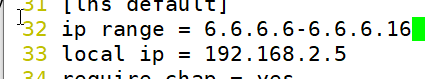 31 [lns default]
32 ip range = 6.6.6.6-6.6.6.16
33 local ip = 192.168.2.5
34 require chap = yes